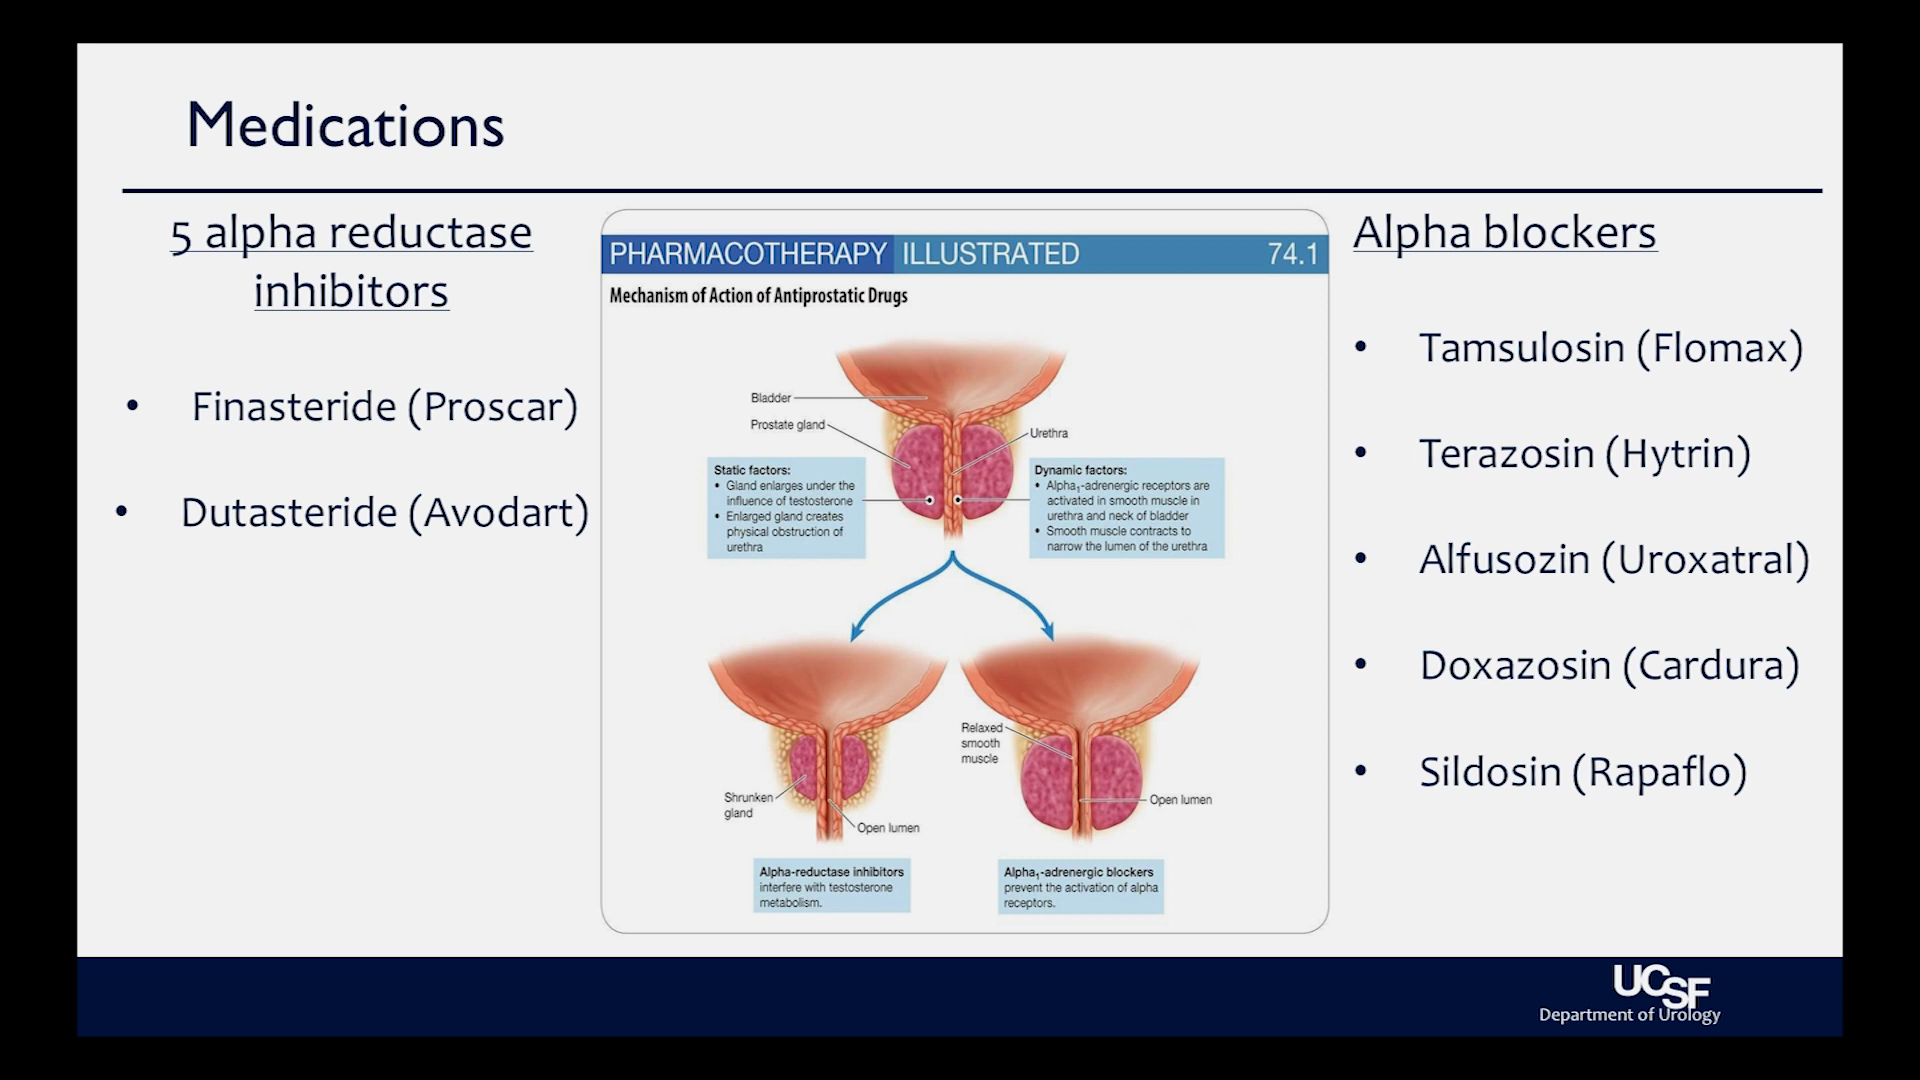 Medications
5 alpha reductase
inhibitors
• Finasteride (Proscar)
• Dutasteride (Avodart)
PHARMACOTHERAPY ILLUSTRATED 74.1
Mechanism of Action of Antiprostatic Drugs
Bladder
Prostate gland
Urethra
Static factors:
• Gland enlarges under the
influence of testosterone
• Enlarged gland creates
physical obstruction of
urethra
Dynamic factors:
• Alpha₁-adrenergic receptors are
activated in smooth muscle in
urethra and neck of bladder
• Smooth muscle contracts to
narrow the lumen of the urethra
Shrunken
gland
Open lumen
Alpha-reductase inhibitors
interfere with testosterone
metabolism.
Relaxed
smooth
muscle
Open lumen
Alpha₁-adrenergic blockers
prevent the activation of alpha
receptors.
Alpha blockers
• Tamsulosin (Flomax)
• Terazosin (Hytrin)
• Alfusozin (Uroxatral)
• Doxazosin (Cardura)
• Sildosin (Rapaflo)
UCSF
Department of Urology